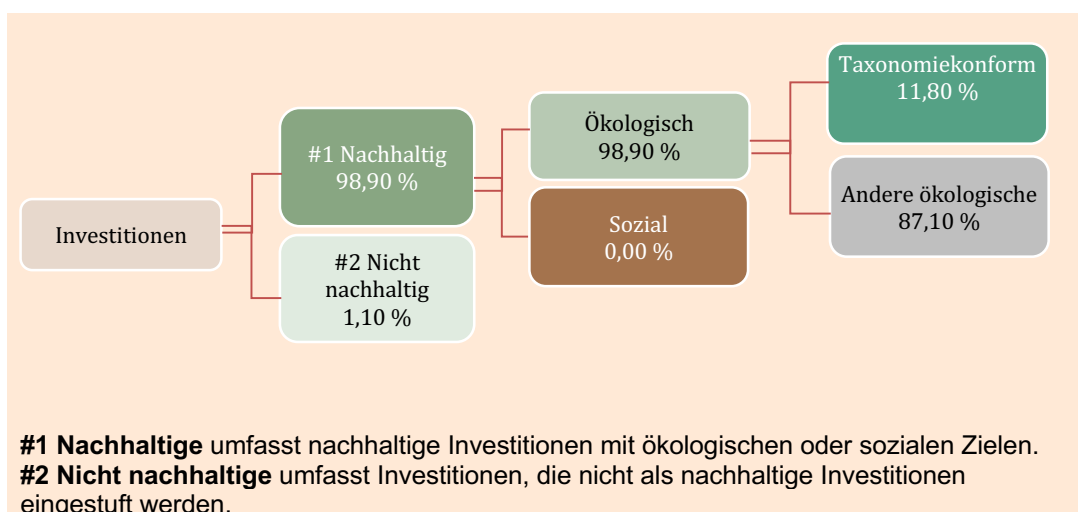 Investitionen
#1 Nachhaltig
98,90 %
#2 Nicht
nachhaltig
1,10 %
Ökologisch
98,90 %
Sozial
0,00 %
Taxonomiekonform
11,80 %
Andere ökologische
87,10 %
#1 Nachhaltige umfasst nachhaltige Investitionen mit ökologischen oder sozialen Zielen.
#2 Nicht nachhaltige umfasst Investitionen, die nicht als nachhaltige Investitionen
eingestuft werden.